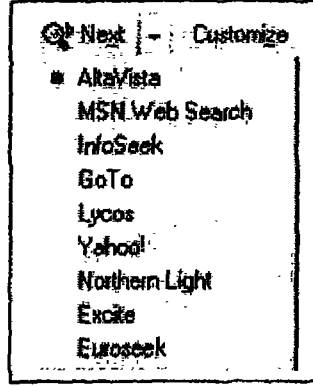 Next Customize
AltaVista
MSN Web Search
InfoSeek
GoTo
Lycos
Yahoo!
Northern Light
Excite
Euroseek